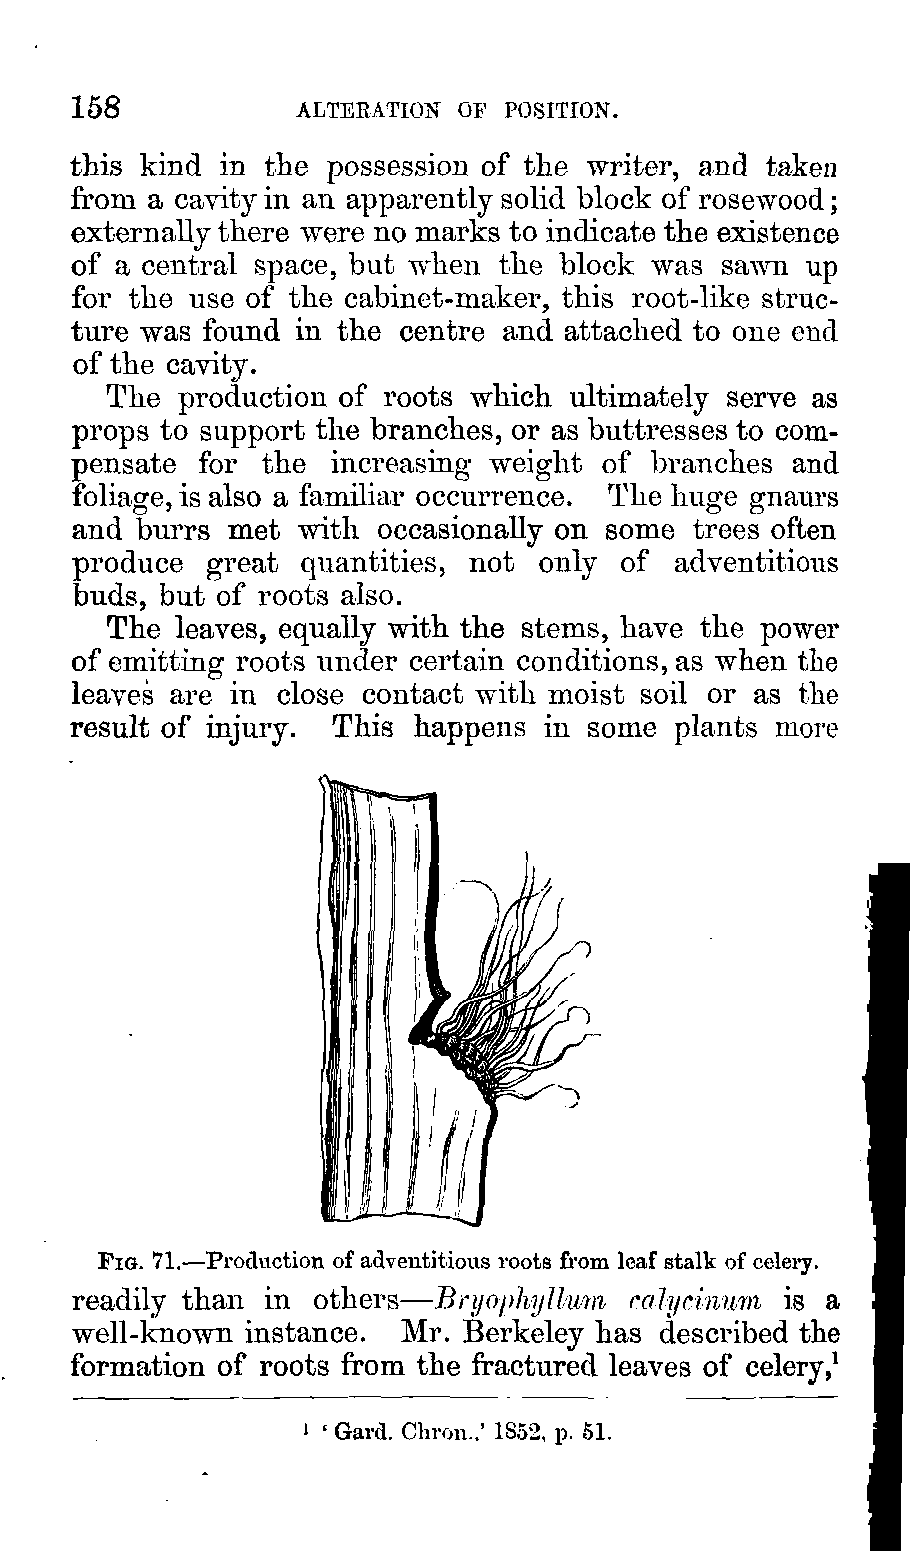 158 ALTERATION OF POSITION.
this kind in the possession of the writer, and taken
from a cavity in an apparently solid block of rosewood;
externally there were no marks to indicate the existence
of a central space, but when the block was sawn up
for the use of the cabinet-maker, this root-like struc-
ture was found in the centre and attached to one end
of the cavity.
The production of roots which ultimately serve as
props to support the branches, or as buttresses to com-
pensate for the increasing weight of branches and
foliage, is also a familiar occurrence. The huge gnaurs
and burrs met with occasionally on some trees often
produce great quantities, not only of adventitious
buds, but of roots also.
The leaves, equally with the stems, have the power
of emitting roots under certain conditions, as when the
leaves are in close contact with moist soil or as the
result of injury. This happens in some plants more
FIG. 71.—Production of adventitious roots from leaf stalk of celery.
readily than in others—Bryophyllum calycinum is a
well-known instance. Mr. Berkeley has described the
formation of roots from the fractured leaves of celery,¹
¹ ‘Gard. Chron.,’ 1852, p. 51.